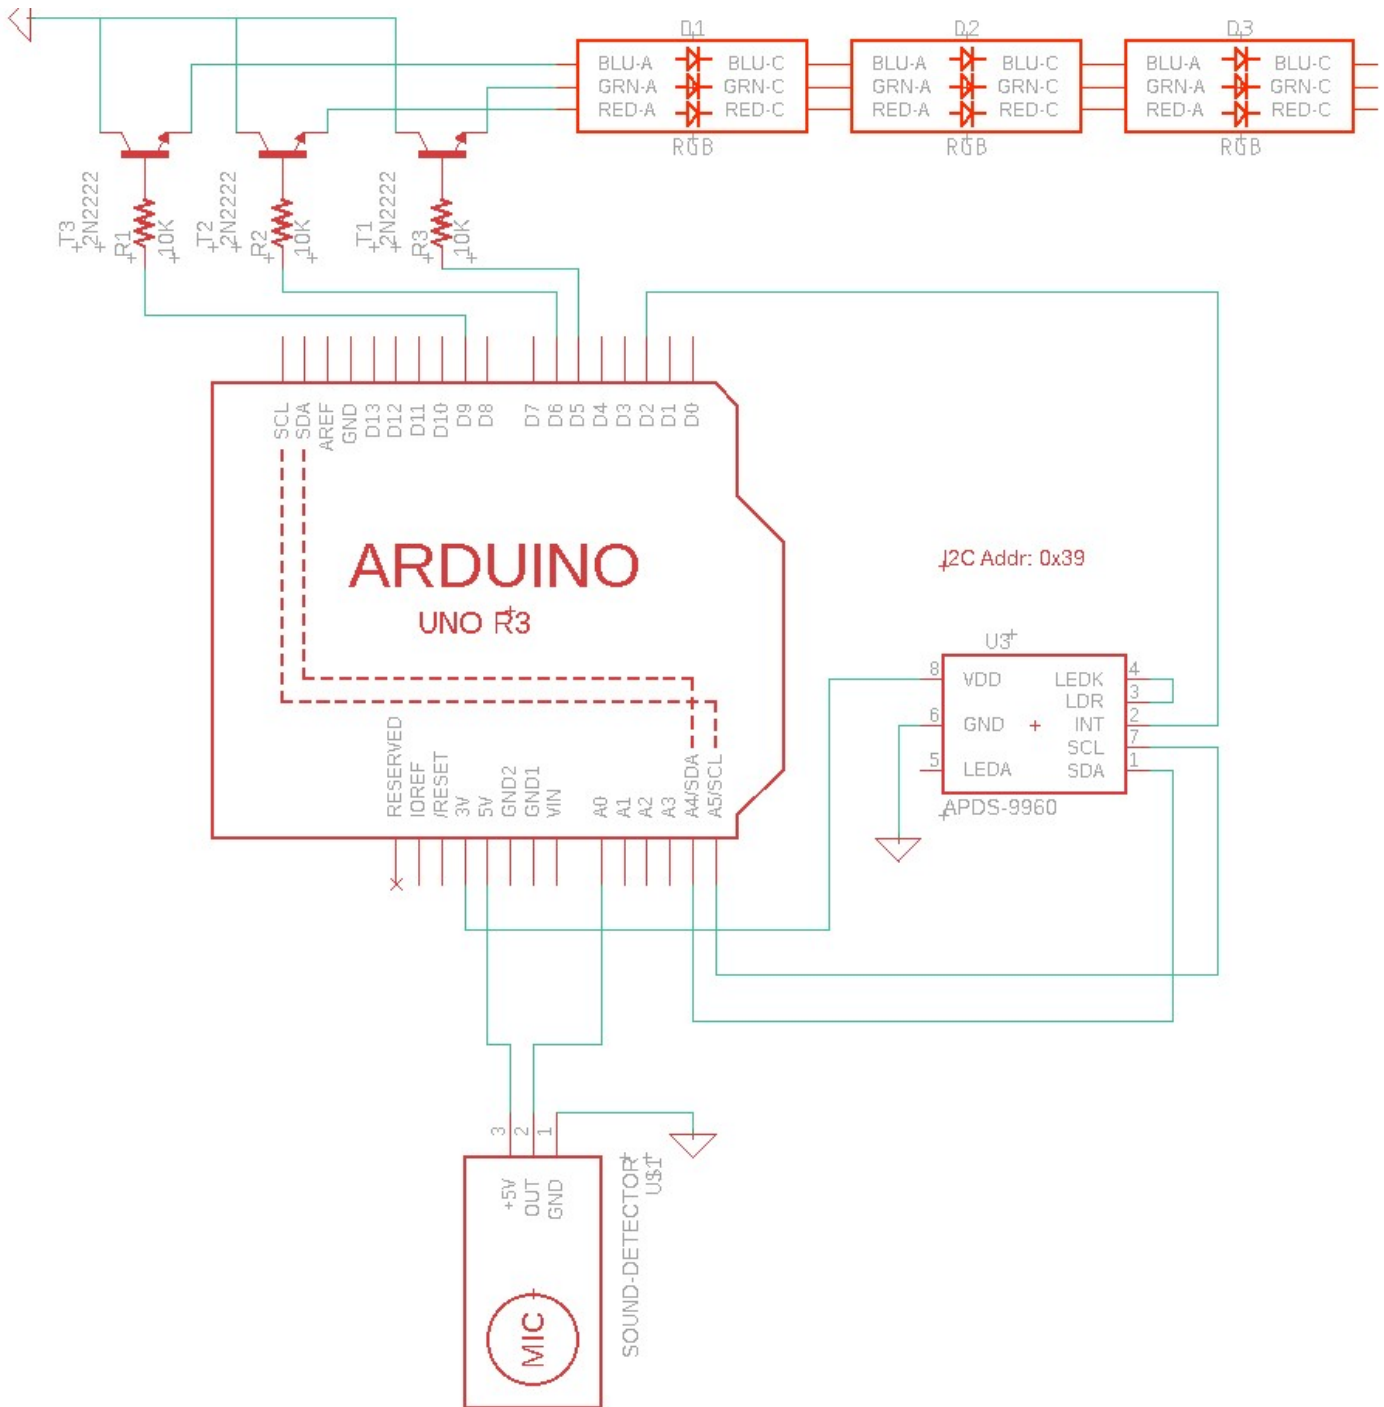 D1
D2
D3
BLU-A BLU-C
GRN-A GRN-C
RED-A RED-C
BLU-A BLU-C
GRN-A GRN-C
RED-A RED-C
BLU-A BLU-C
GRN-A GRN-C
RED-A RED-C
RGB
RGB
RGB
T3
2N2222
R1
10K
T2
2N2222
R2
10K
T1
2N2222
R3
10K
SCL
SDA
AREF
GND
D13
D12
D11
D10
D9
D8
D7
D6
D5
D4
D3
D2
D1
D0
ARDUINO
UNO R3
I2C Addr: 0x39
U3
8 VDD LEDK 4
LDR 3
6 GND INT 2
SCL 7
5 LEDA SDA 1
APDS-9960
RESERVED
IOREF
/RESET
3V
5V
GND2
GND1
VIN
A0
A1
A2
A3
A4/SDA
A5/SCL
3
2
1
+5V
OUT
GND
MIC
SOUND-DETECTOR
U$1